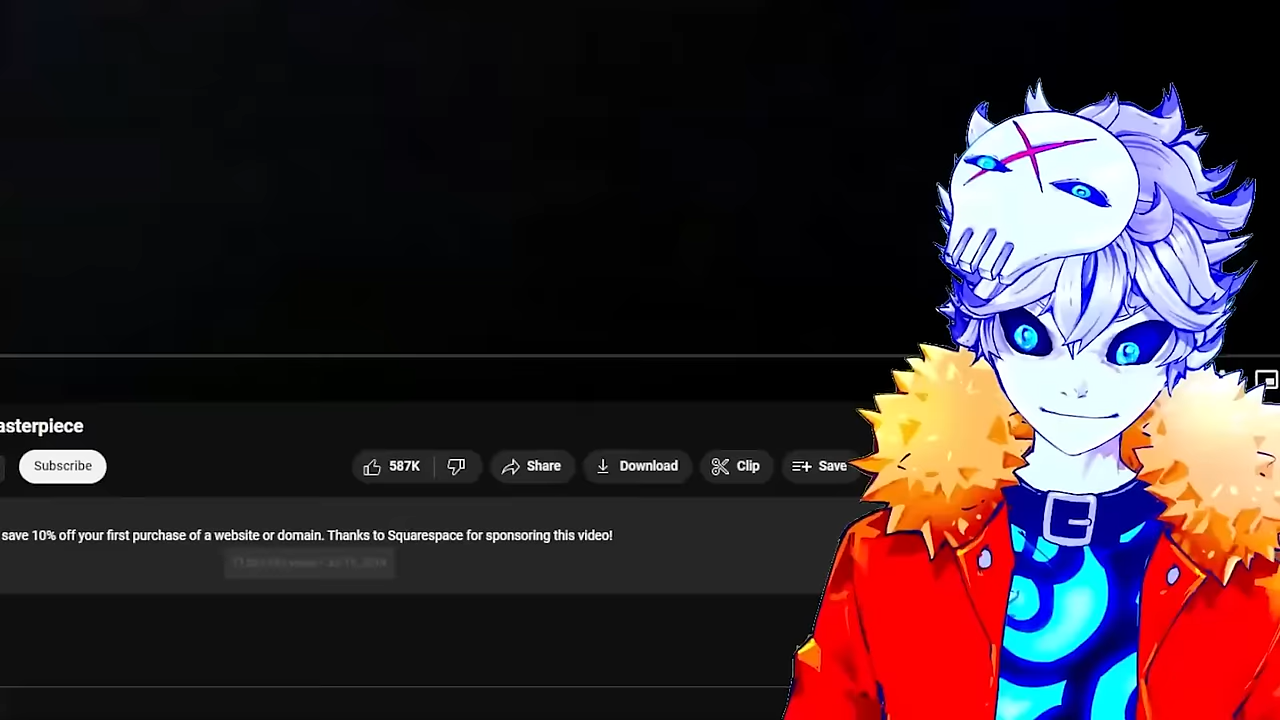 asterpiece
Subscribe
587K
Share
Download
Clip
Save
save 10% off your first purchase of a website or domain. Thanks to Squarespace for sponsoring this video!